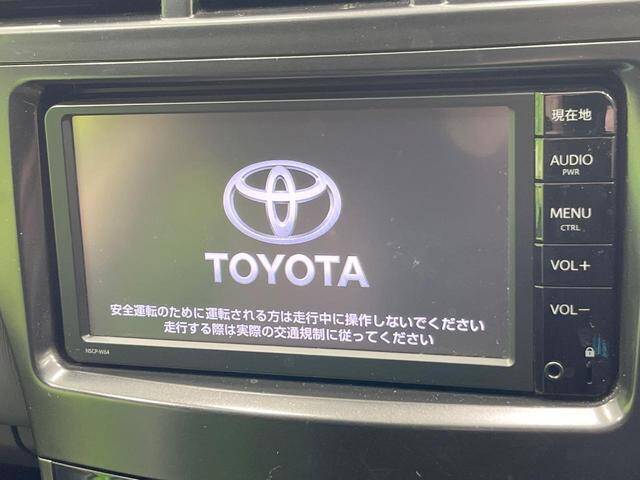 現在地
AUDIO
PWR
MENU
CTRL
VOL+
VOL−
TOYOTA
安全運転のために運転される方は走行中に操作しないでください
走行する際は実際の交通規制に従ってください
NSCP-W64